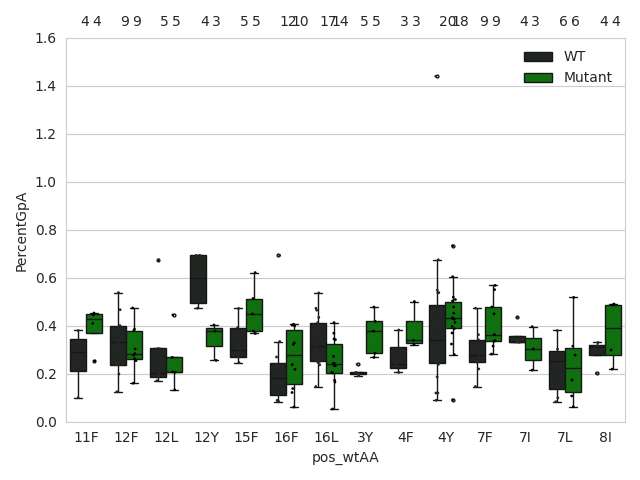 4 4 9 9 5 5 4 3 5 5 12 10 17 14 5 5 3 3 20 18 9 9 4 3 6 6 4 4
1.6
WT
Mutant
1.4
1.2
1.0
PercentGpA
0.8
0.6
0.4
0.2
0.0
11F 12F 12L 12Y 15F 16F 16L 3Y 4F 4Y 7F 7I 7L 8I
pos_wtAA